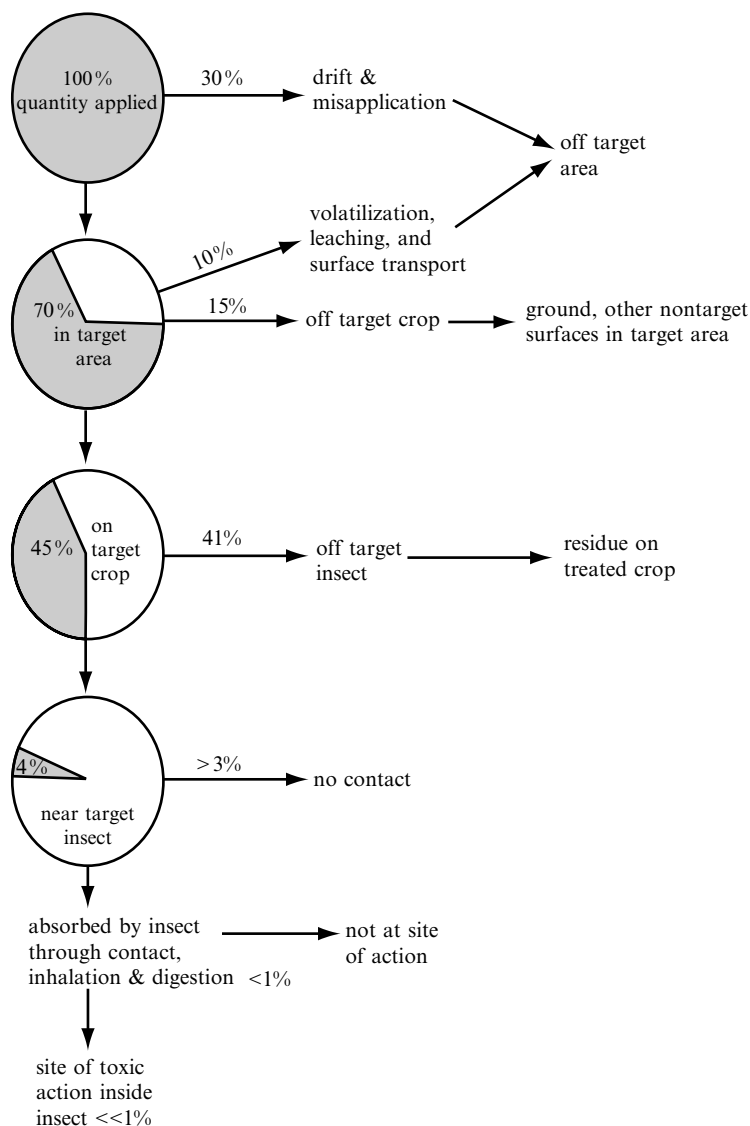 100%
quantity applied
30%
drift &
misapplication
off target
area
volatilization,
leaching, and
surface transport
10%
70%
in target
area
15%
off target crop
ground, other nontarget
surfaces in target area
45%
on
target
crop
41%
off target
insect
residue on
treated crop
4%
near target
insect
>3%
no contact
absorbed by insect
through contact,
inhalation & digestion <1%
not at site
of action
site of toxic
action inside
insect <<1%